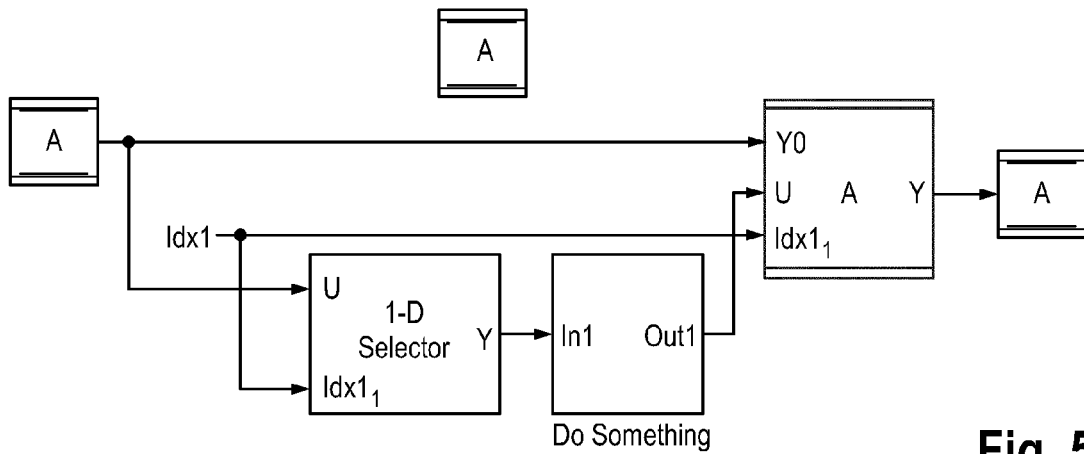 A
A
Y0
U A Y
Idx1₁
A
Idx1
U
1-D
Selector
Y
Idx1₁
In1 Out1
Do Something
Fig. 5